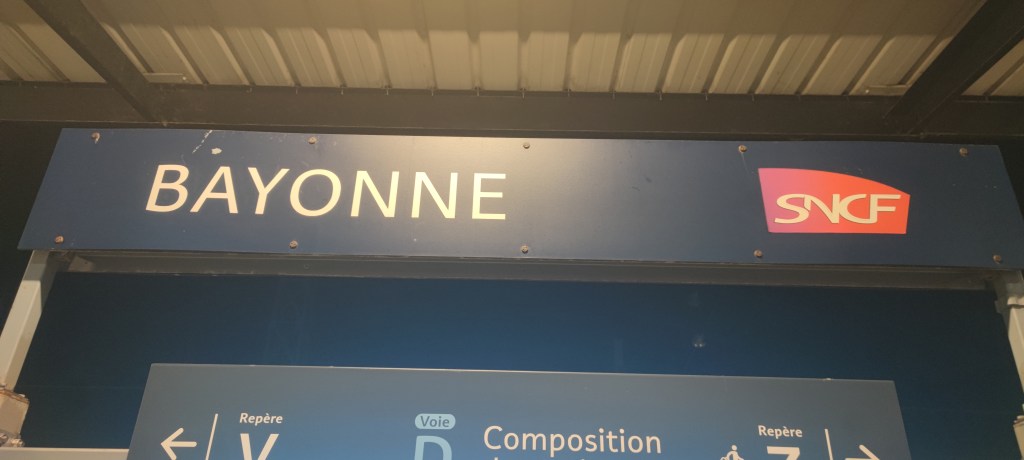 BAYONNE SNCF
← Repère Voie Composition Repère →